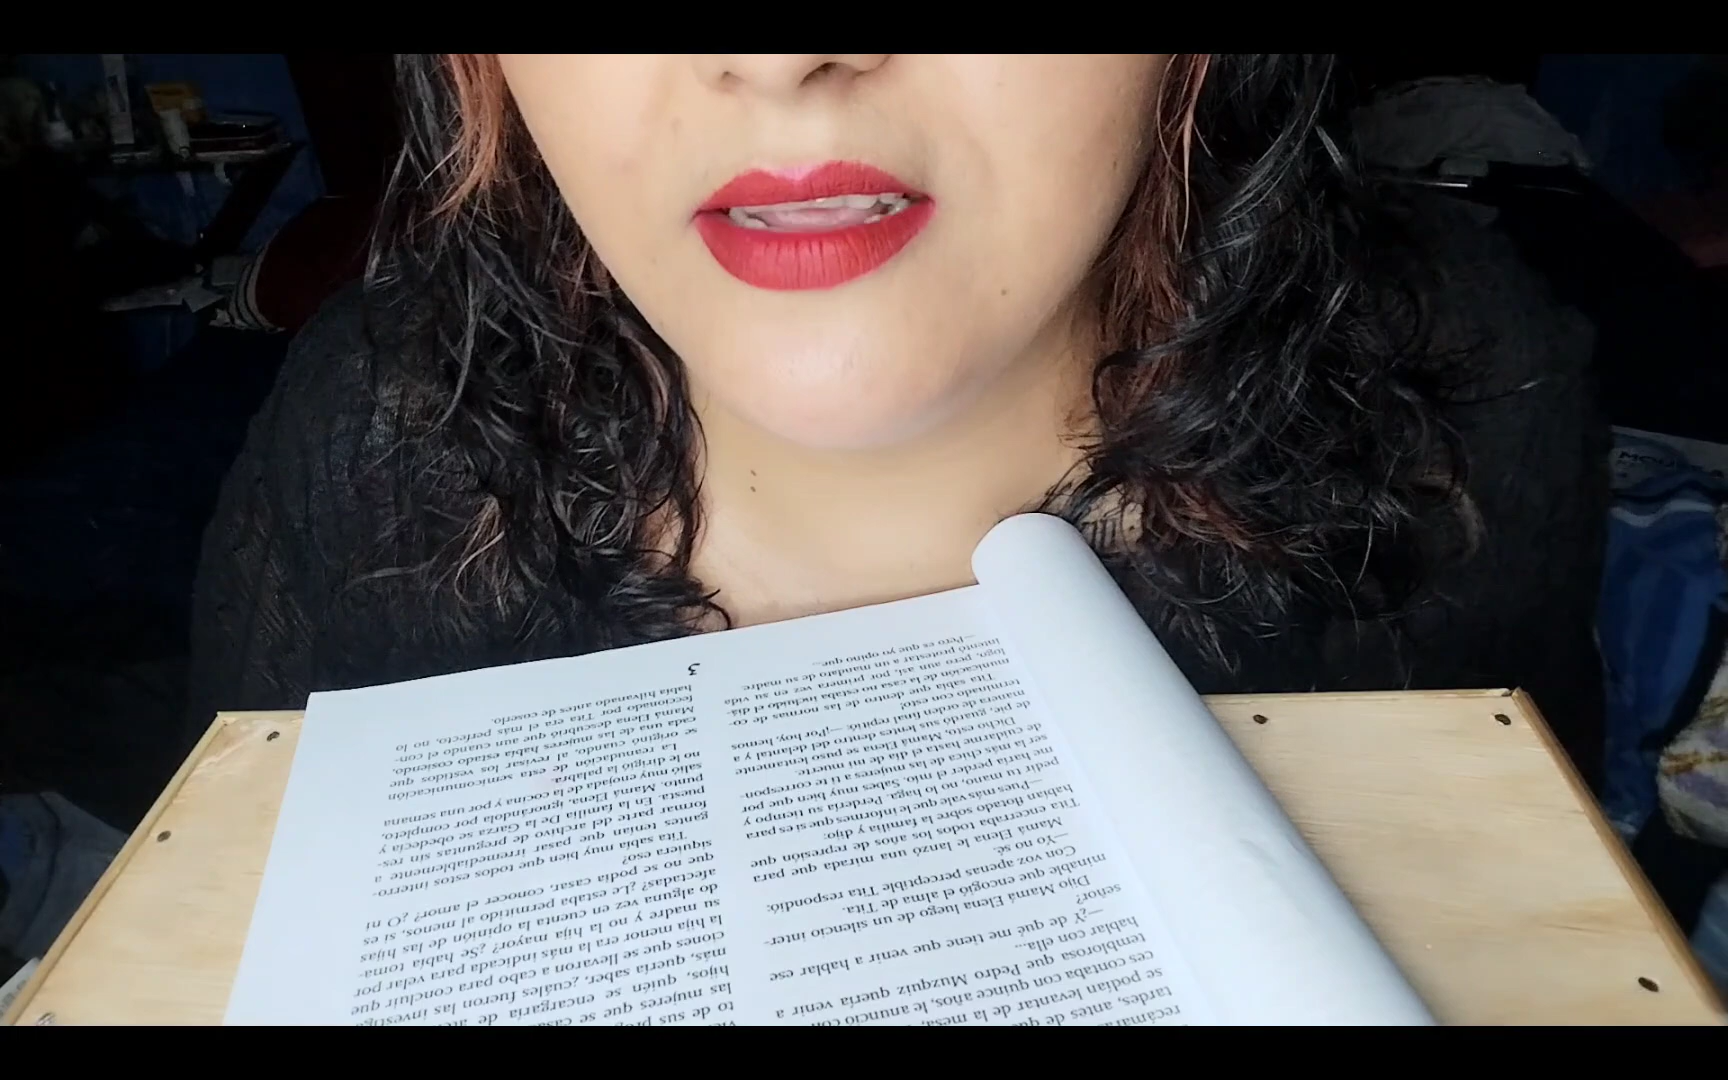 recámaras
tardes, antes de que
se podían levantar de la mesa,
ces contaba con quince años, le anunció con
temblorosa que Pedro Muzquiz quería venir a
hablar con ella...
—¿Y de qué me tiene que venir a hablar ese
señor?
Dijo Mamá Elena luego de un silencio inter-
minable que encogió el alma de Tita.
Con voz apenas perceptible Tita respondió:
—Yo no sé.
Mamá Elena le lanzó una mirada que para
Tita encerraba todos los años de represión que
habían flotado sobre la familia y dijo:
—Pues más vale que le informes que si es para
pedir tu mano, no lo haga. Perdería su tiempo y
me haría perder el mío. Sabes muy bien que por
ser la más chica de las mujeres a ti te correspon-
de cuidarme hasta el día de mi muerte.
Dicho esto, Mamá Elena se puso lentamente
de pie, guardó sus lentes dentro del delantal y a
manera de orden final repitió: —¡Por hoy, hemos
terminado con esto!
Tita sabía que dentro de las normas de co-
municación de la casa no estaba incluido el diá-
logo, pero aun así, por primera vez en su vida
intentó protestar a un mandato de su madre.
—Pero es que yo opino que...
to de sus
las mujeres que se
hijos, quién se encargaría de
más, quería saber, ¿cuáles fueron las investiga-
ciones que se llevaron a cabo para concluir que
la hija menor era la más indicada para velar por
su madre y no la hija mayor? ¿Se había toma-
do alguna vez en cuenta la opinión de las hijas
afectadas? ¿Le estaba permitido al menos, si es
que no se podía casar, conocer el amor? ¿O ni
siquiera eso?
Tita sabía muy bien que todos estos interro-
gantes tenían que pasar irremediablemente a
formar parte del archivo de preguntas sin res-
puesta. En la familia De la Garza se obedecía y
punto. Mamá Elena, ignorándola por completo,
salió muy enojada de la cocina y por una semana
no le dirigió la palabra.
La reanudación de esta semicomunicación
se originó cuando, al revisar los vestidos que
cada una de las mujeres había estado cosiendo,
Mamá Elena descubrió que aun cuando el con-
feccionado por Tita era el más perfecto, no lo
había hilvanado antes de coserlo.
3